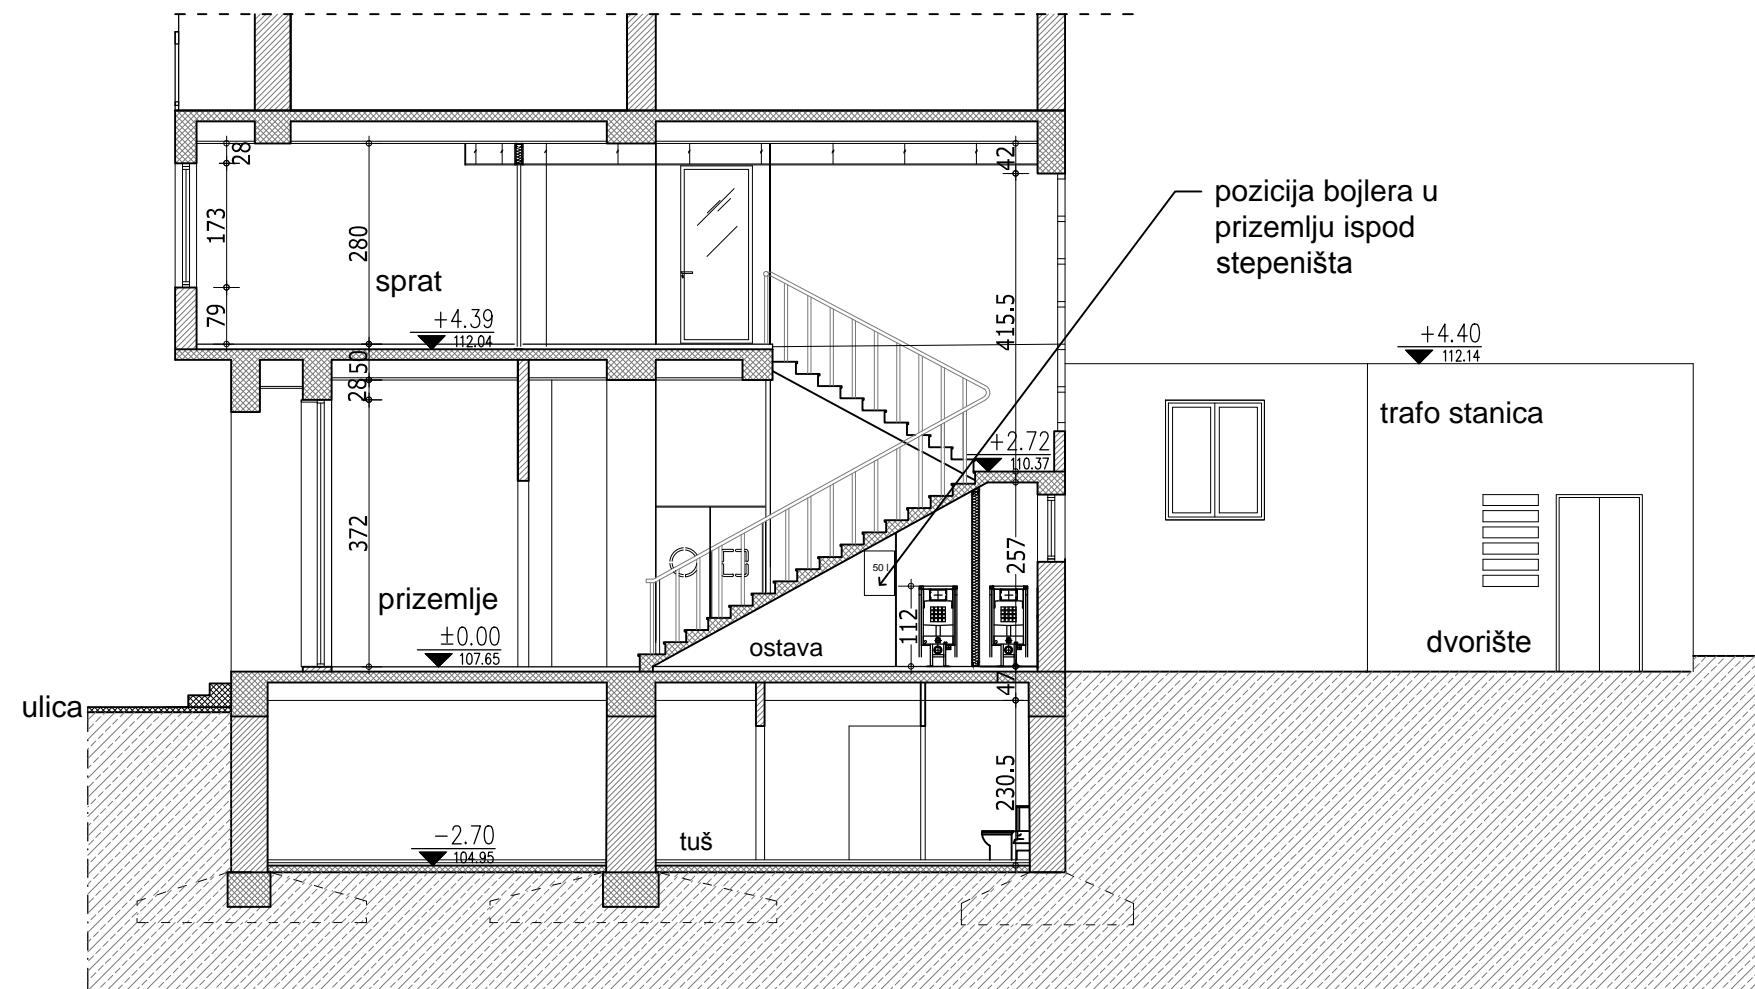 28
42
173
280
pozicija bojlera u
prizemlju ispod
stepeništa
sprat
79
+4.39
112.04
415.5
+4.40
112.14
50
28
trafo stanica
+2.72
110.37
372
257
50 l
prizemlje
112
±0.00
107.65
ostava
dvorište
47
ulica
230.5
-2.70
104.95
tuš